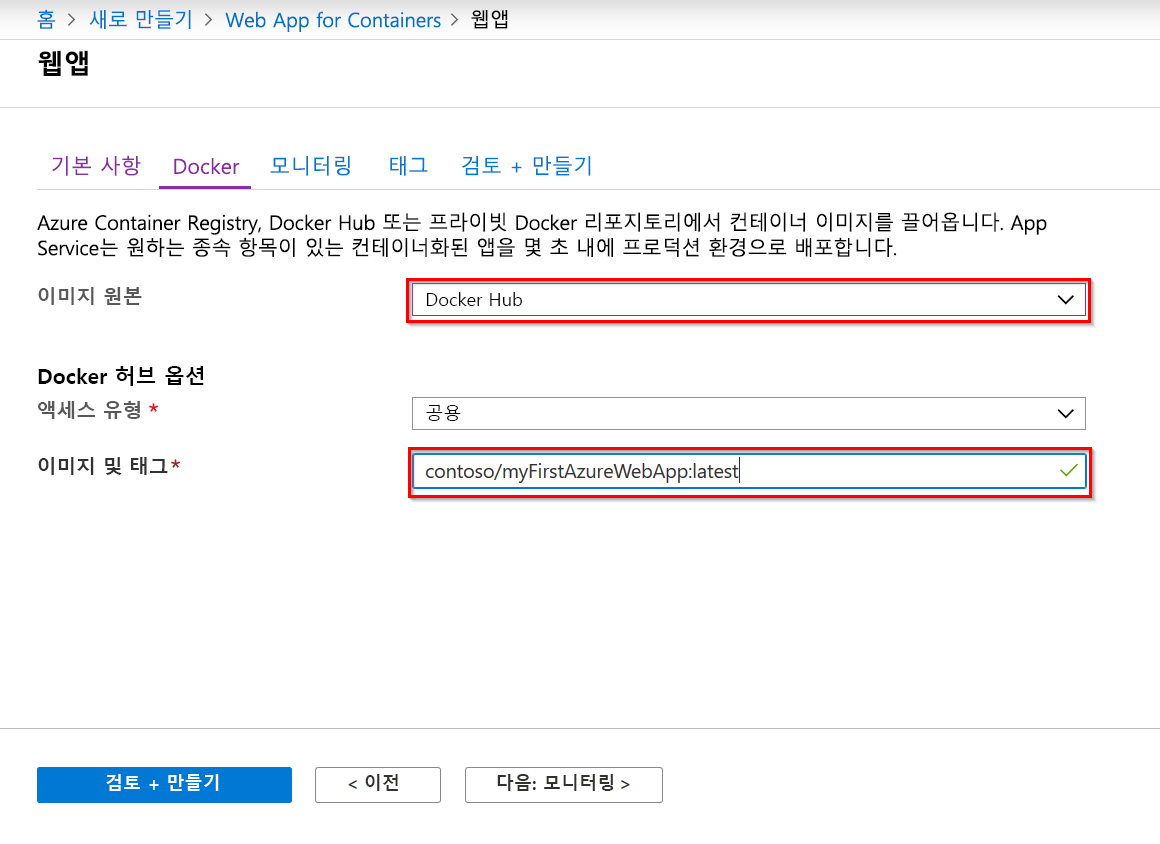 홈 > 새로 만들기 > Web App for Containers > 웹앱
웹앱
기본 사항 Docker 모니터링 태그 검토 + 만들기
Azure Container Registry, Docker Hub 또는 프라이빗 Docker 리포지토리에서 컨테이너 이미지를 끌어옵니다. App
Service는 원하는 종속 항목이 있는 컨테이너화된 앱을 몇 초 내에 프로덕션 환경으로 배포합니다.
이미지 원본 Docker Hub
Docker 허브 옵션
액세스 유형 * 공용
이미지 및 태그* contoso/myFirstAzureWebApp:latest
검토 + 만들기 < 이전 다음: 모니터링 >